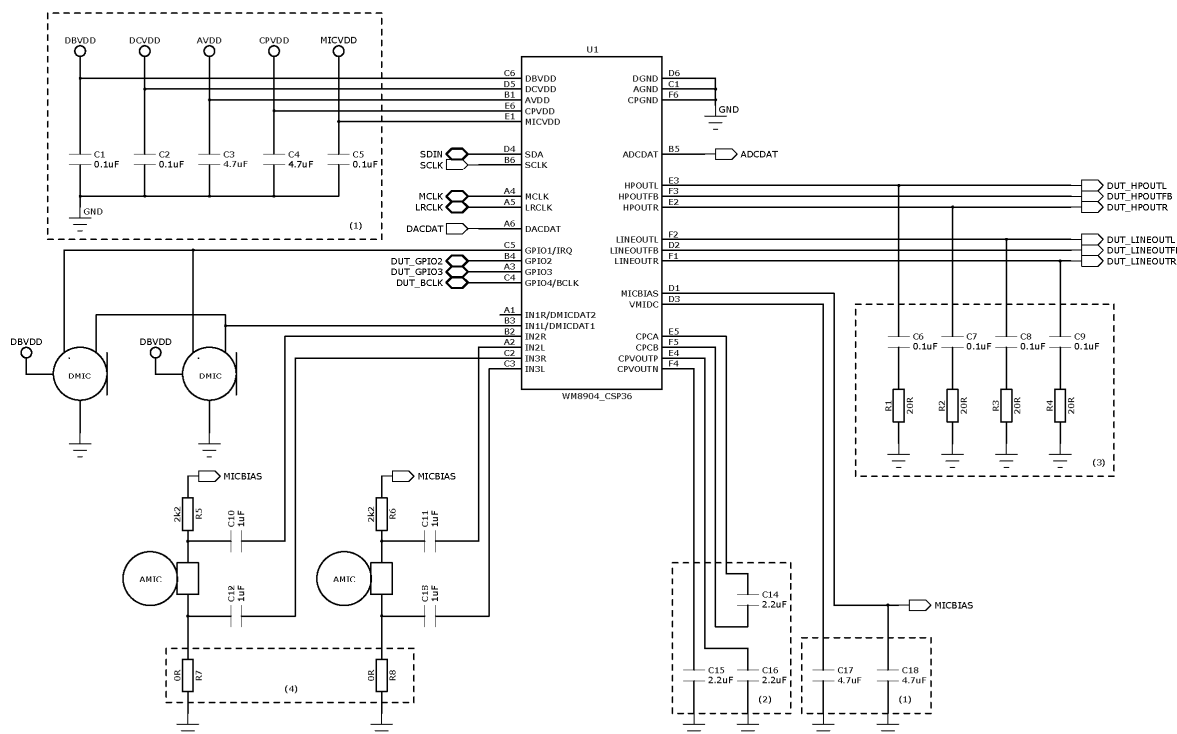 DBVDD DCVDD AVDD CPVDD MICVDD
C1 0.1uF
C2 0.1uF
C3 4.7uF
C4 4.7uF
C5 0.1uF
GND
(1)
U1
C6 DBVDD
D5 DCVDD
B1 AVDD
E6 CPVDD
E1 MICVDD
SDIN D4 SDA
SCLK B6 SCLK
MCLK A4 MCLK
LRCLK A5 LRCLK
DACDAT A6 DACDAT
C5 GPIO1/IRQ
DUT_GPIO2 B4 GPIO2
DUT_GPIO3 A3 GPIO3
DUT_BCLK C4 GPIO4/BCLK
A1 IN1R/DMICDAT2
B3 IN1L/DMICDAT1
B2 IN2R
A2 IN2L
C2 IN3R
C3 IN3L
DGND D6
AGND C1
CPGND F6
GND
ADCDAT B5 ADCDAT
HPOUTL E3 DUT_HPOUTL
HPOUTFB F3 DUT_HPOUTFB
HPOUTR E2 DUT_HPOUTR
LINEOUTL F2 DUT_LINEOUTL
LINEOUTFB D2 DUT_LINEOUTFB
LINEOUTR F1 DUT_LINEOUTR
MICBIAS D1
VMIDC D3
CPCA E5
CPCB F5
CPVOUTP E4
CPVOUTN F4
WM8904_CSP36
DBVDD
DMIC
DBVDD
DMIC
C6 0.1uF
C7 0.1uF
C8 0.1uF
C9 0.1uF
R1 20R
R2 20R
R3 20R
R4 20R
(3)
MICBIAS
2k2 R5
C10 1uF
AMIC
C12 1uF
0R R7
MICBIAS
2k2 R6
C11 1uF
AMIC
C13 1uF
0R R8
(4)
C14 2.2uF
C15 2.2uF
C16 2.2uF
(2)
MICBIAS
C17 4.7uF
C18 4.7uF
(1)